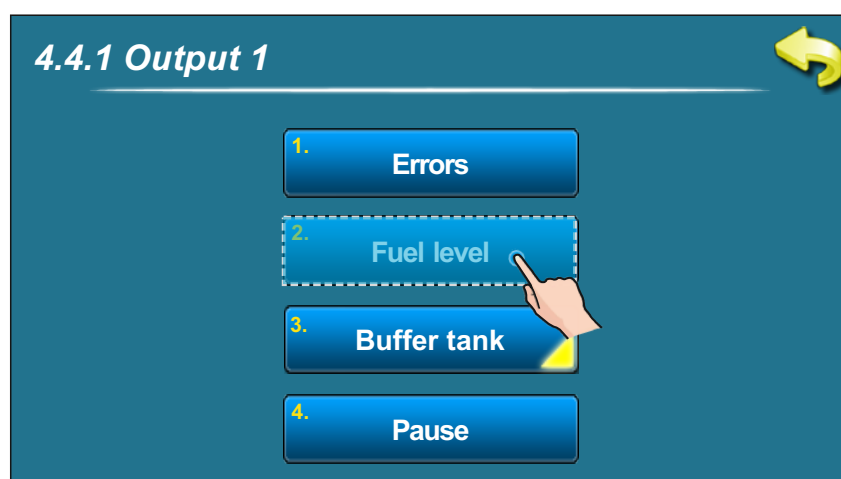 4.4.1 Output 1
1.
Errors
2.
Fuel level
3.
Buffer tank
4.
Pause